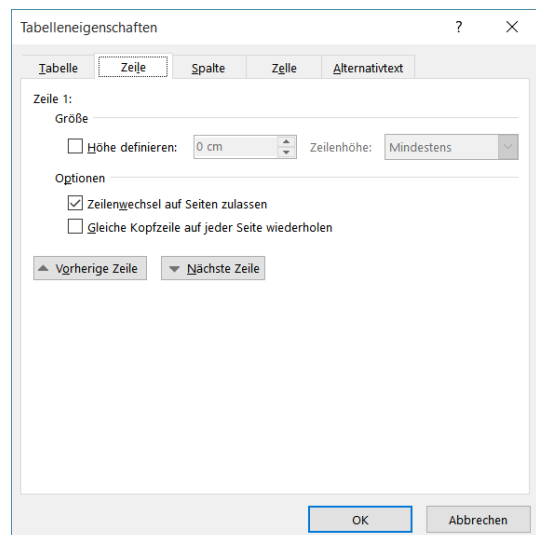 Tabelleneigenschaften ?
Tabelle Zeile Spalte Zelle Alternativtext
Zeile 1:
Größe
Höhe definieren: 0 cm Zeilenhöhe: Mindestens
Optionen
Zeilenwechsel auf Seiten zulassen
Gleiche Kopfzeile auf jeder Seite wiederholen
Vorherige Zeile Nächste Zeile
OK Abbrechen